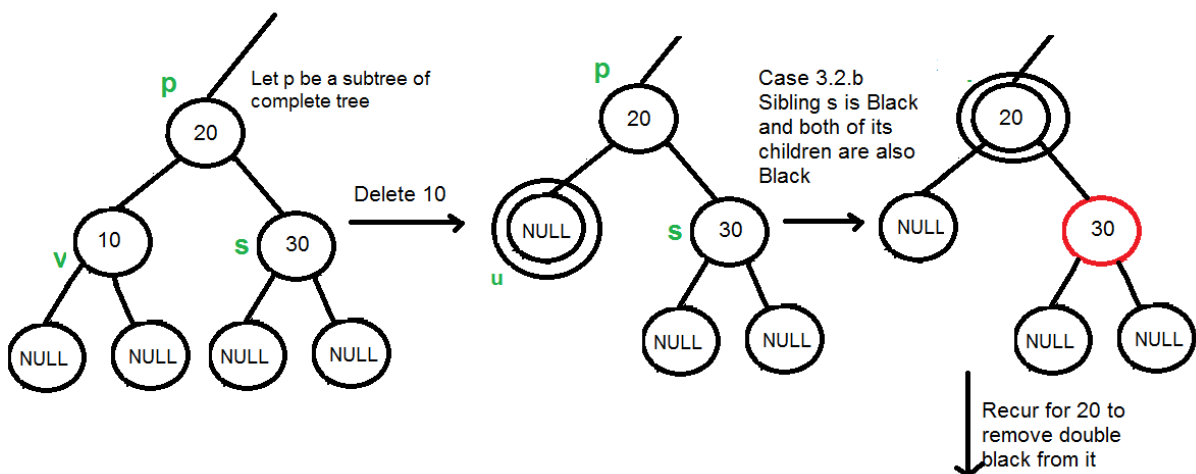 p
Let p be a subtree of
complete tree
20
10
v
s
30
NULL
NULL
NULL
NULL
Delete 10
p
20
NULL
u
s
30
NULL
NULL
Case 3.2.b
Sibling s is Black
and both of its
children are also
Black
20
NULL
30
NULL
NULL
Recur for 20 to
remove double
black from it